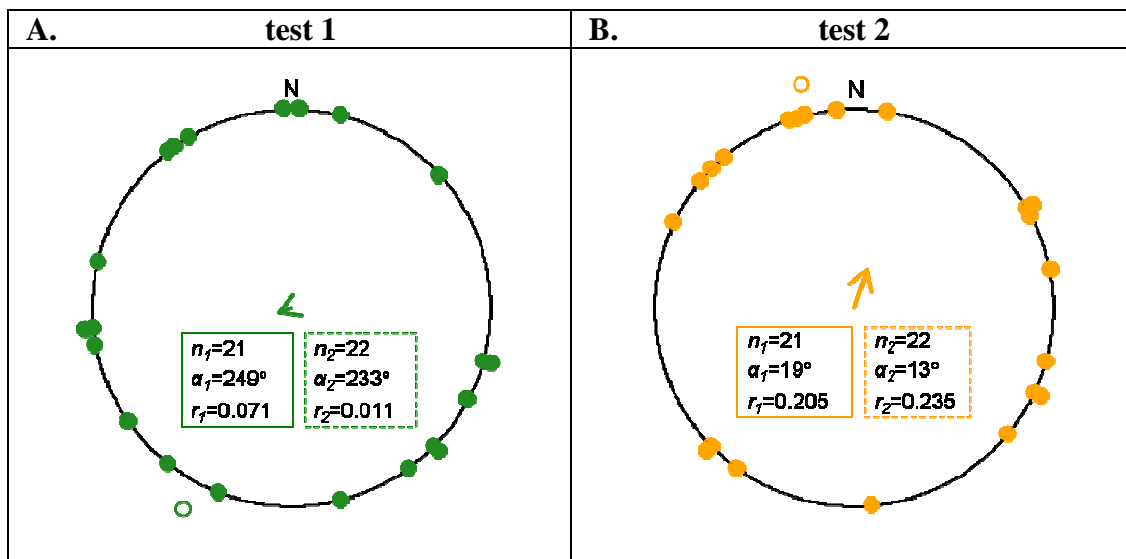 A. test 1
B. test 2
N
n₁=21
α₁=249°
r₁=0.071
n₂=22
α₂=233°
r₂=0.011
N
n₁=21
α₁=19°
r₁=0.205
n₂=22
α₂=13°
r₂=0.235